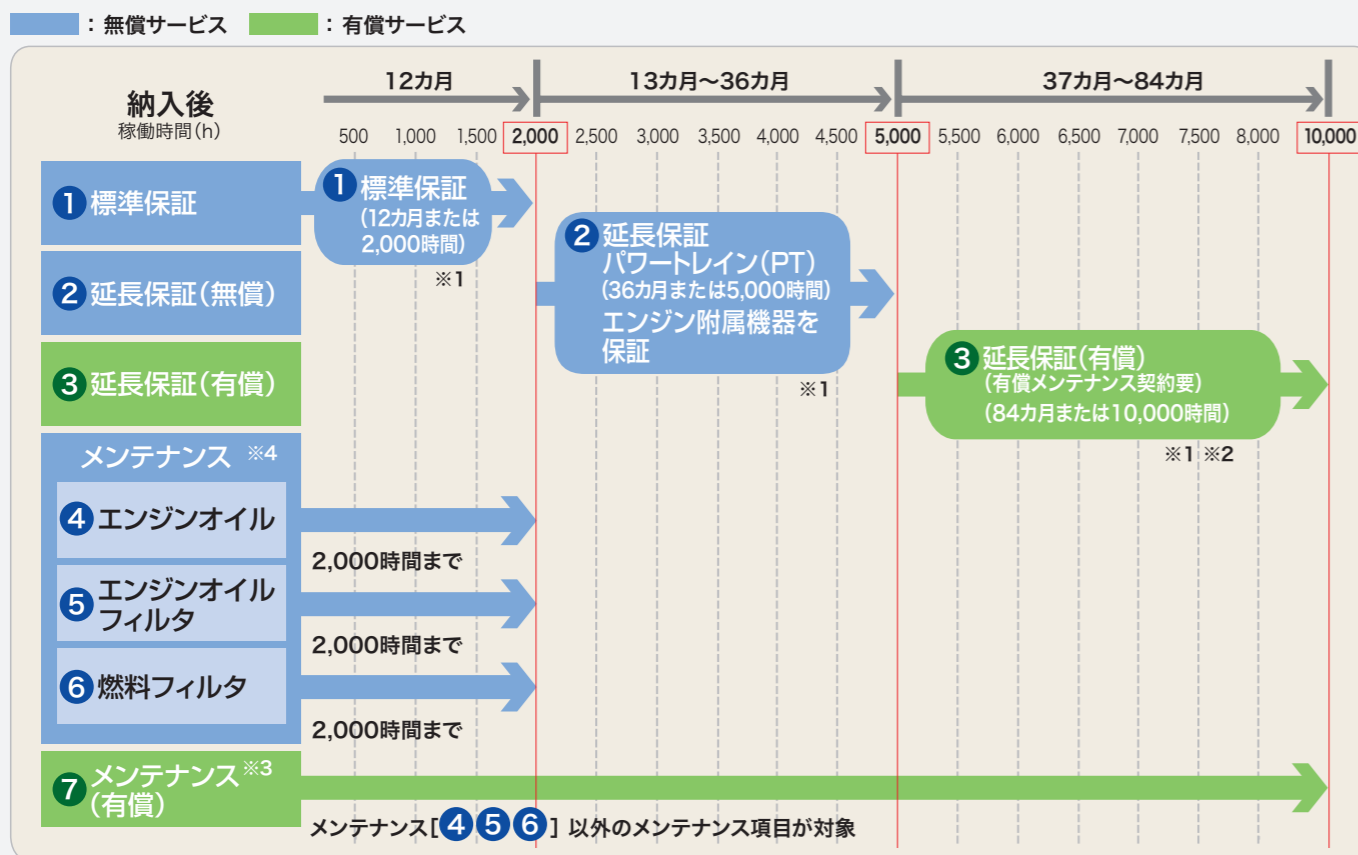 ：無償サービス　：有償サービス
納入後
稼働時間(h)
12カ月　13カ月〜36カ月　37カ月〜84カ月
500 1,000 1,500 2,000 2,500 3,000 3,500 4,000 4,500 5,000 5,500 6,000 6,500 7,000 7,500 8,000 10,000
❶標準保証
❶標準保証
(12カ月または
2,000時間)
※1
❷延長保証(無償)
❷延長保証
パワートレイン(PT)
(36カ月または5,000時間)
エンジン附属機器を
保証
※1
❸延長保証(有償)
❸延長保証(有償)
(有償メンテナンス契約要)
(84カ月または10,000時間)
※1 ※2
メンテナンス ※4
❹エンジンオイル
2,000時間まで
❺エンジンオイル
フィルタ
2,000時間まで
❻燃料フィルタ
2,000時間まで
❼メンテナンス※3
(有償)
メンテナンス[❹❺❻] 以外のメンテナンス項目が対象